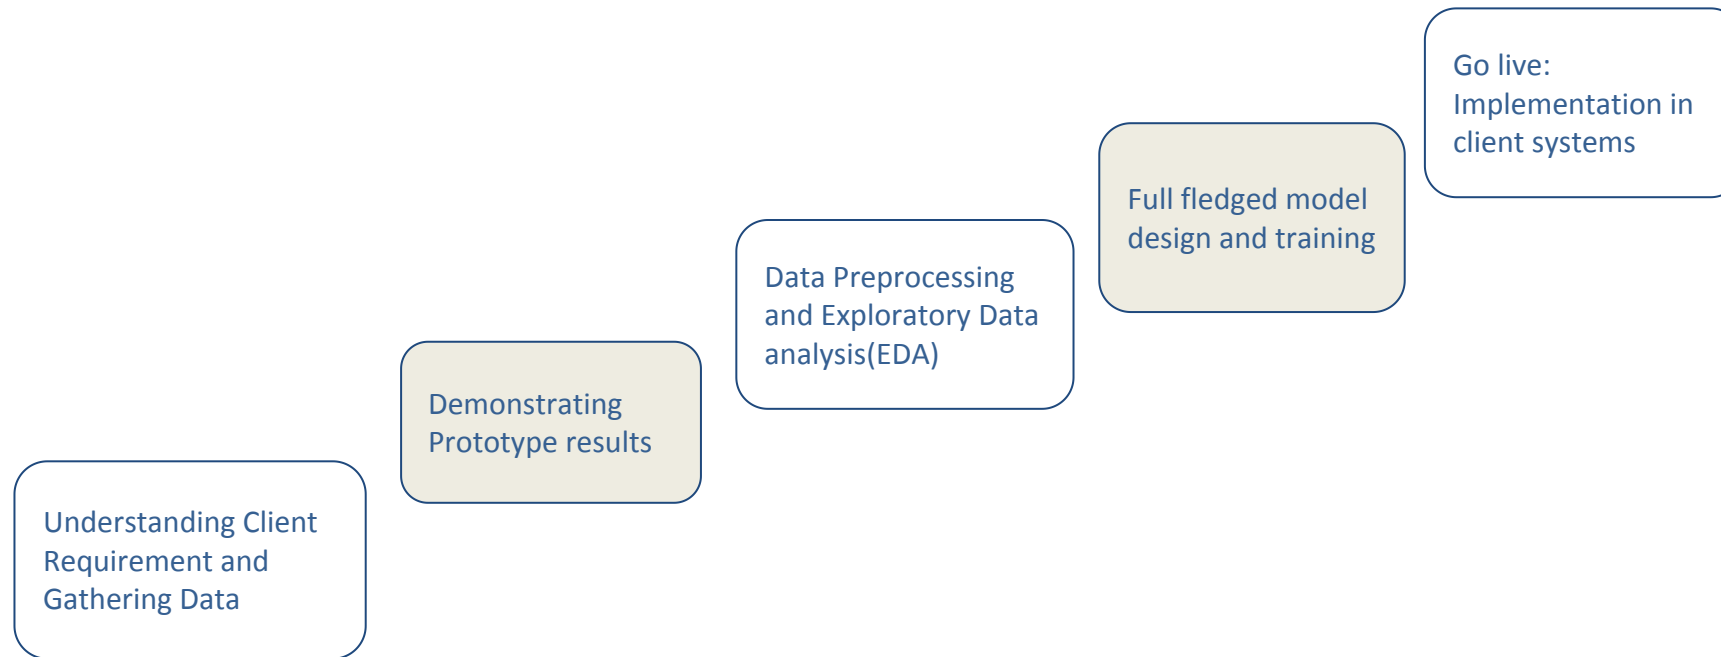 Understanding Client
Requirement and
Gathering Data
Demonstrating
Prototype results
Data Preprocessing
and Exploratory Data
analysis(EDA)
Full fledged model
design and training
Go live:
Implementation in
client systems